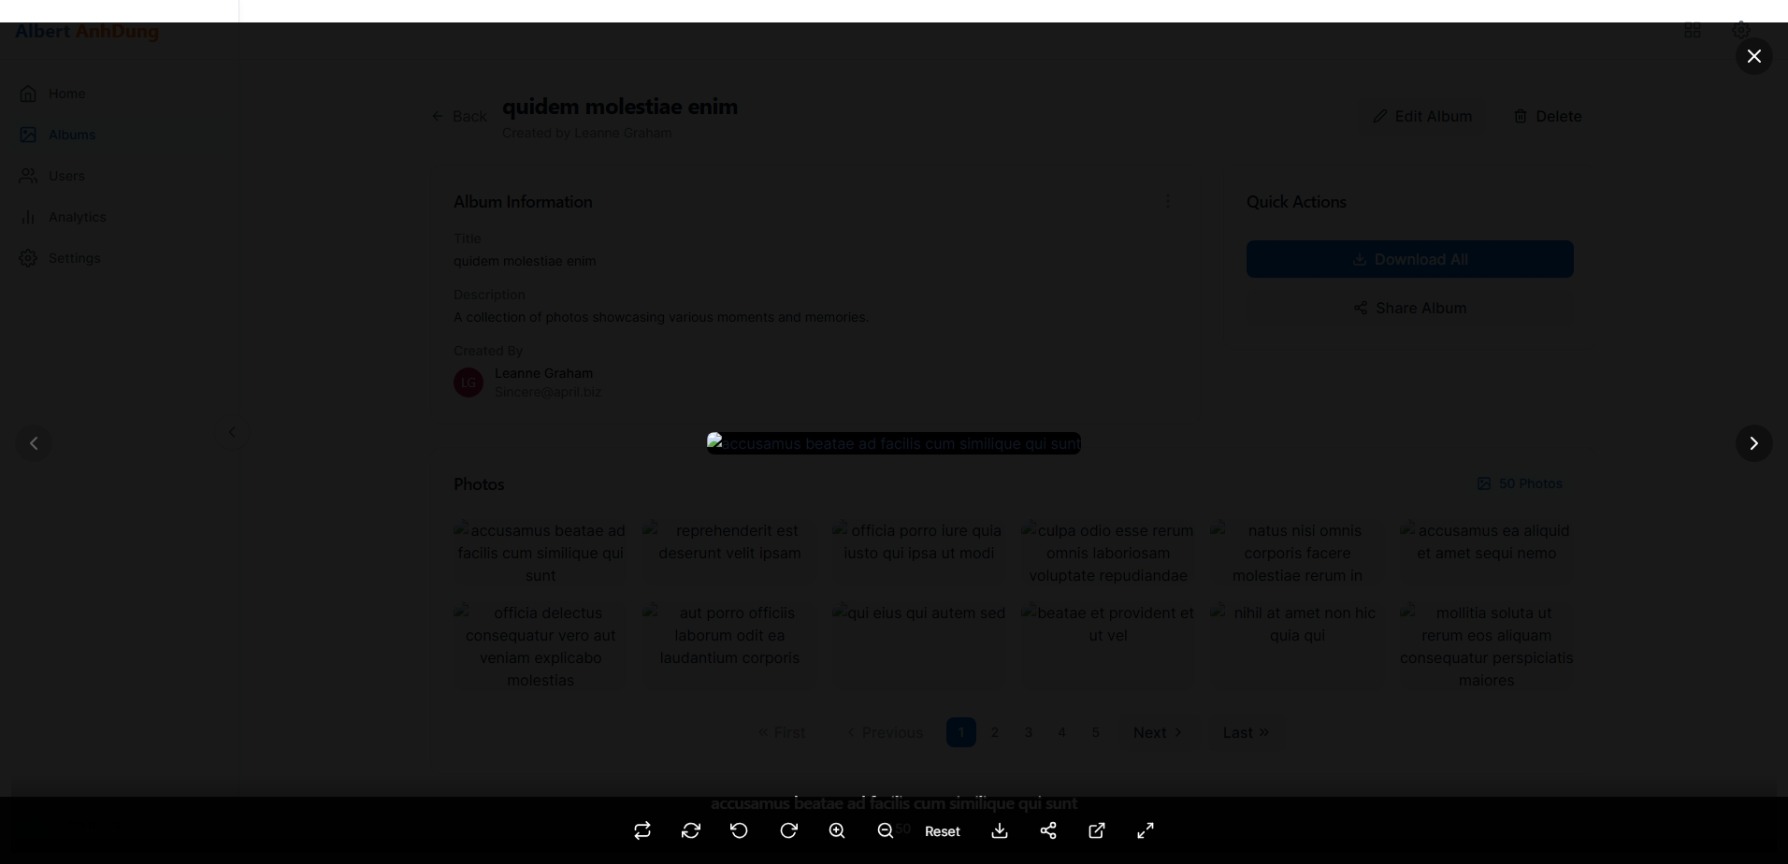 Albert AnhDung
Home
Albums
Users
Analytics
Settings
Back
quidem molestiae enim
Created by Leanne Graham
Edit Album
Delete
Album Information
Title
quidem molestiae enim
Description
A collection of photos showcasing various moments and memories.
Created By
LG
Leanne Graham
Sincere@april.biz
Quick Actions
Download All
Share Album
accusamus beatae ad facilis cum similique qui sunt
Photos
50 Photos
accusamus beatae ad
facilis cum similique qui
sunt
reprehenderit est
deserunt velit ipsam
officia porro iure quia
iusto qui ipsa ut modi
culpa odio esse rerum
omnis laboriosam
voluptate repudiandae
natus nisi omnis
corporis facere
molestiae rerum in
accusamus ea aliquid
et amet sequi nemo
officia delectus
consequatur vero aut
veniam explicabo
molestias
aut porro officiis
laborum odit ea
laudantium corporis
qui eius qui autem sed
beatae et provident et
ut vel
nihil at amet non hic
quia qui
mollitia soluta ut
rerum eos aliquam
consequatur perspiciatis
maiores
First
Previous
1
2
3
4
5
Next
Last
accusamus beatae ad facilis cum similique qui sunt
50
Reset